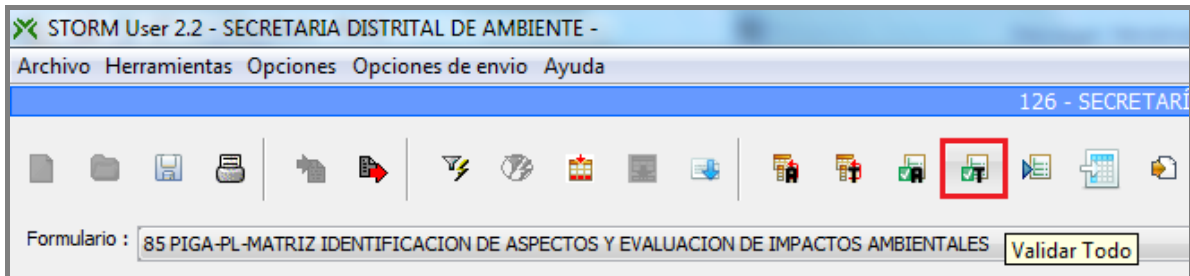 STORM User 2.2 - SECRETARIA DISTRITAL DE AMBIENTE -
Archivo Herramientas Opciones Opciones de envio Ayuda
126 - SECRETARÍ
Formulario : 85 PIGA-PL-MATRIZ IDENTIFICACION DE ASPECTOS Y EVALUACION DE IMPACTOS AMBIENTALES
Validar Todo